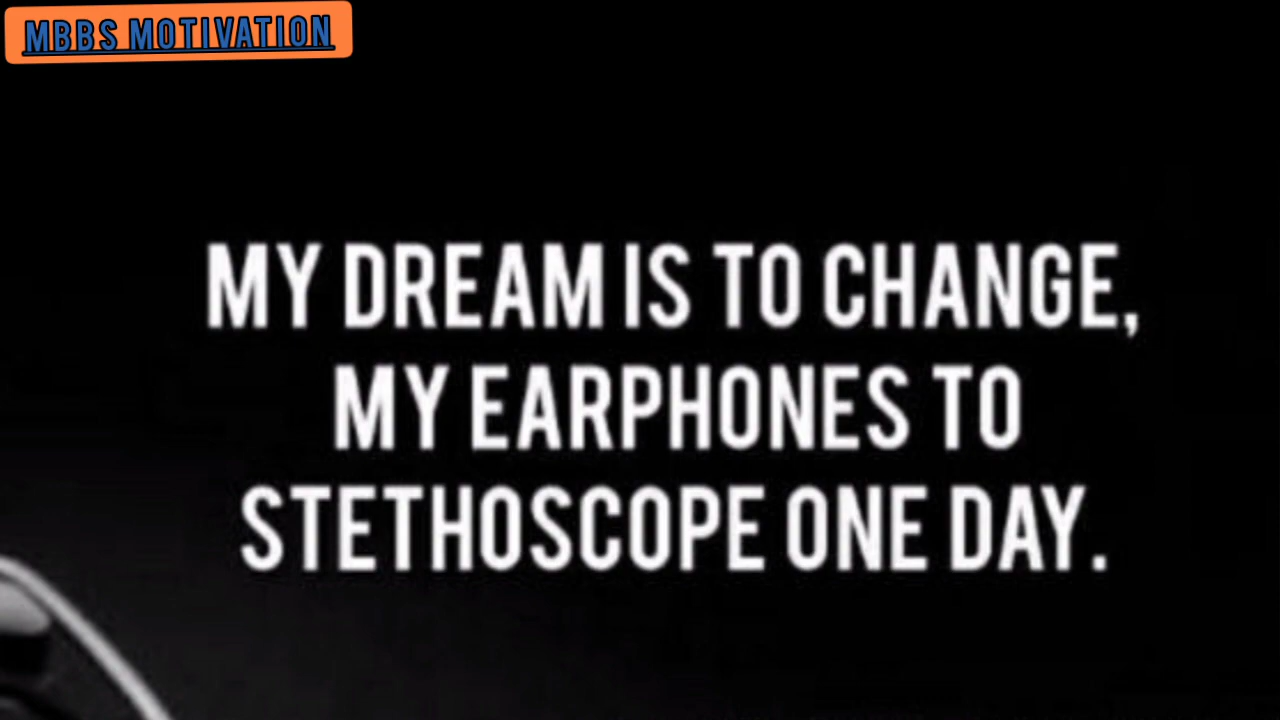 MBBS MOTIVATION
MY DREAM IS TO CHANGE,
MY EARPHONES TO
STETHOSCOPE ONE DAY.